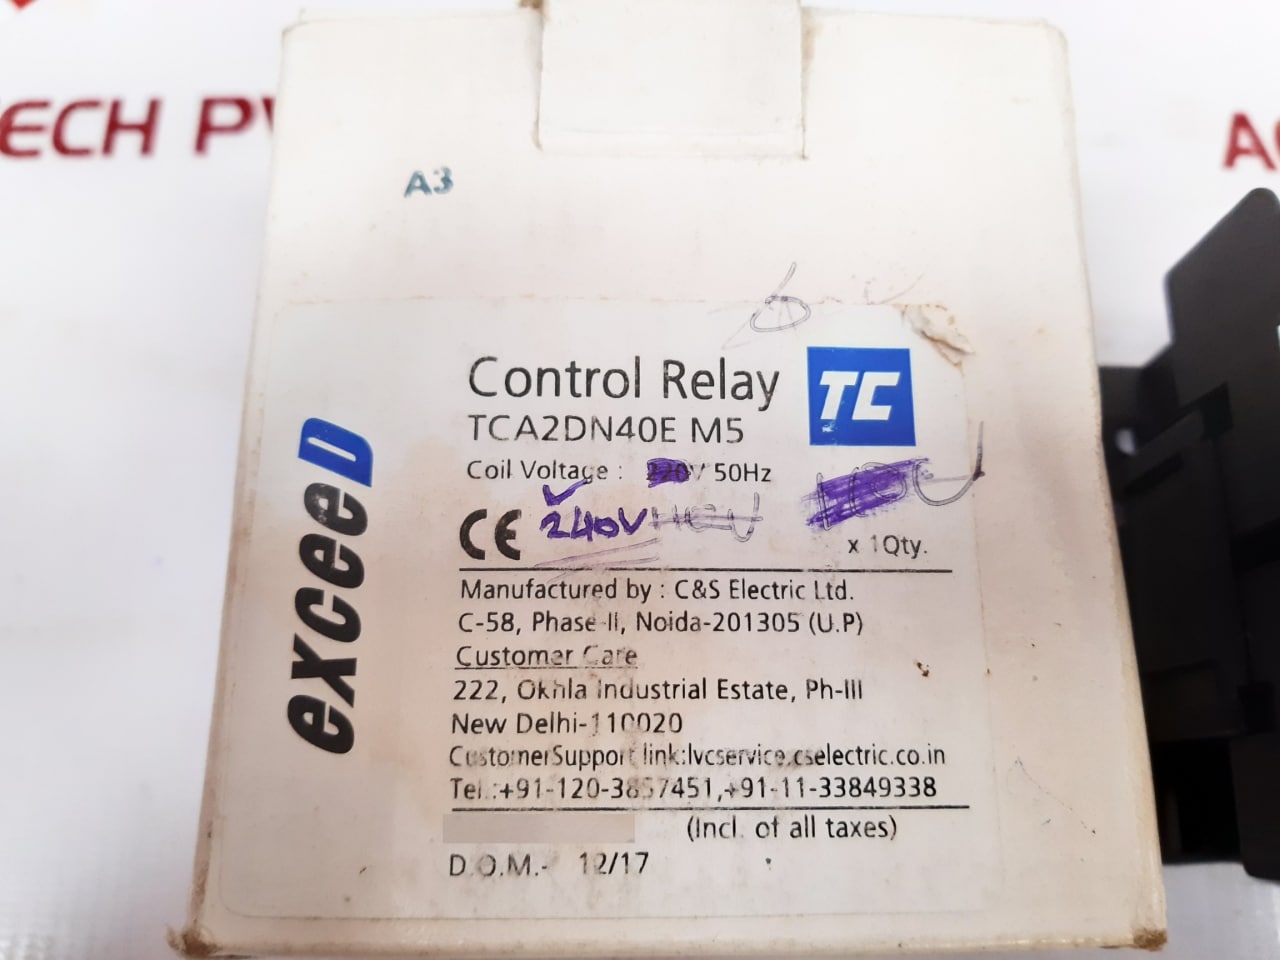 ECH PV
A
A3
Control Relay
TC
TCA2DN40E M5
Coil Voltage : 220V 50Hz
CE 240V
x 1Qty.
exceeD
Manufactured by : C&S Electric Ltd.
C-58, Phase-II, Noida-201305 (U.P)
Customer Care
222, Okhla Industrial Estate, Ph-III
New Delhi-110020
CustomerSupport link:lvcservice.cselectric.co.in
Tel.:+91-120-3857451,+91-11-33849338
(Incl. of all taxes)
D.O.M.- 12/17